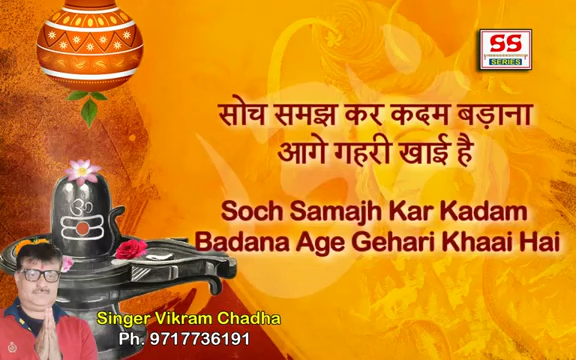 SS
SERIES
सोच समझ कर कदम बड़ाना
आगे गहरी खाई है
Soch Samajh Kar Kadam
Badana Age Gehari Khaai Hai
ॐ
Singer Vikram Chadha
Ph. 9717736191